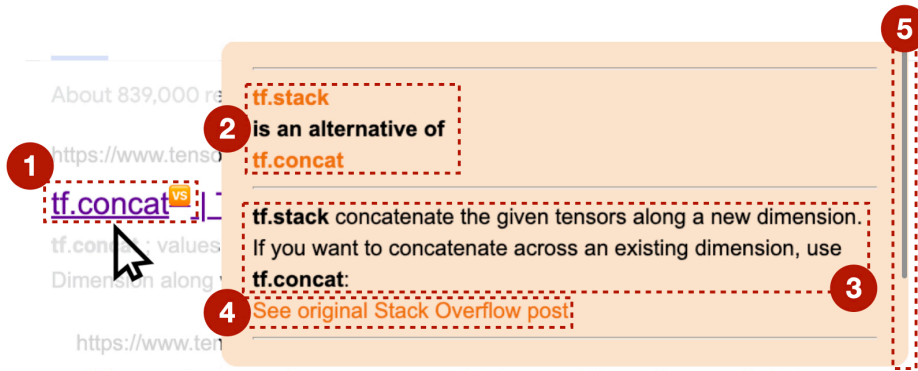 5
About 839,000 re
tf.stack
2
is an alternative of
https://www.tenso
tf.concat
1
tf.concat VS |
tf.stack concatenate the given tensors along a new dimension.
tf.concat : values
If you want to concatenate across an existing dimension, use
Dimension along
tf.concat:
3
4
See original Stack Overflow post
https://www.ten